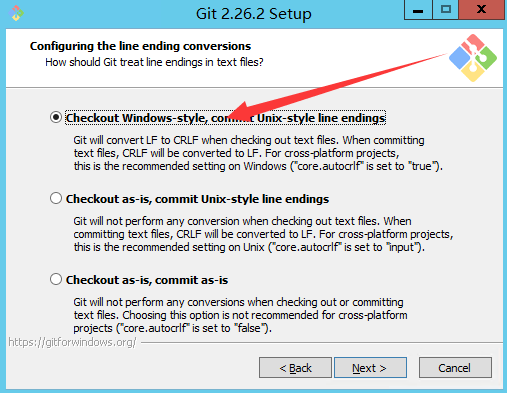 Git 2.26.2 Setup
Configuring the line ending conversions
How should Git treat line endings in text files?
Checkout Windows-style, commit Unix-style line endings
Git will convert LF to CRLF when checking out text files. When committing
text files, CRLF will be converted to LF. For cross-platform projects,
this is the recommended setting on Windows ("core.autocrlf" is set to "true").
Checkout as-is, commit Unix-style line endings
Git will not perform any conversion when checking out text files. When
committing text files, CRLF will be converted to LF. For cross-platform projects,
this is the recommended setting on Unix ("core.autocrlf" is set to "input").
Checkout as-is, commit as-is
Git will not perform any conversions when checking out or committing
text files. Choosing this option is not recommended for cross-platform
projects ("core.autocrlf" is set to "false").
https://gitforwindows.org/
< Back
Next >
Cancel